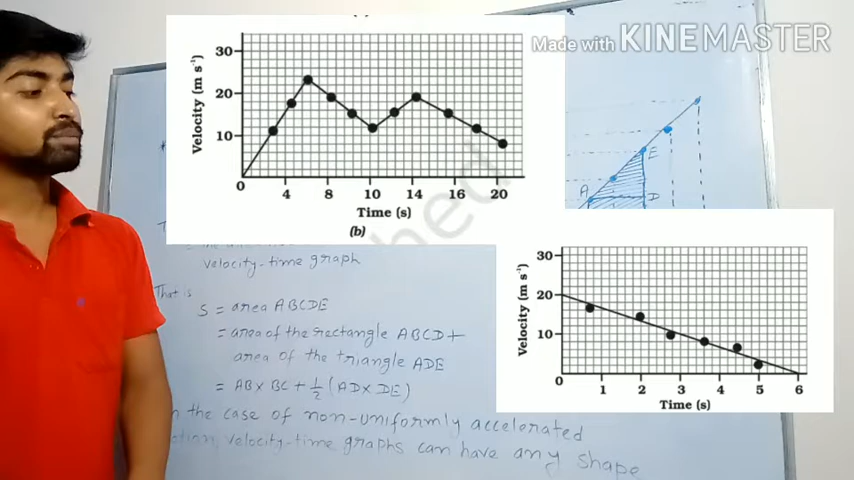 Made with KINEMASTER
Velocity (m s⁻¹)
30
20
10
0
4
8
10
14
16
20
Time (s)
(b)
E
A
D
velocity-time graph
That is
S = area ABCDE
= area of the rectangle ABCD +
area of the triangle ADE
= AB × BC + 1/2 (AD × DE)
the case of non-uniformly accelerated
velocity-time graphs can have any shape
Velocity (m s⁻¹)
30
20
10
0
1
2
3
4
5
6
Time (s)